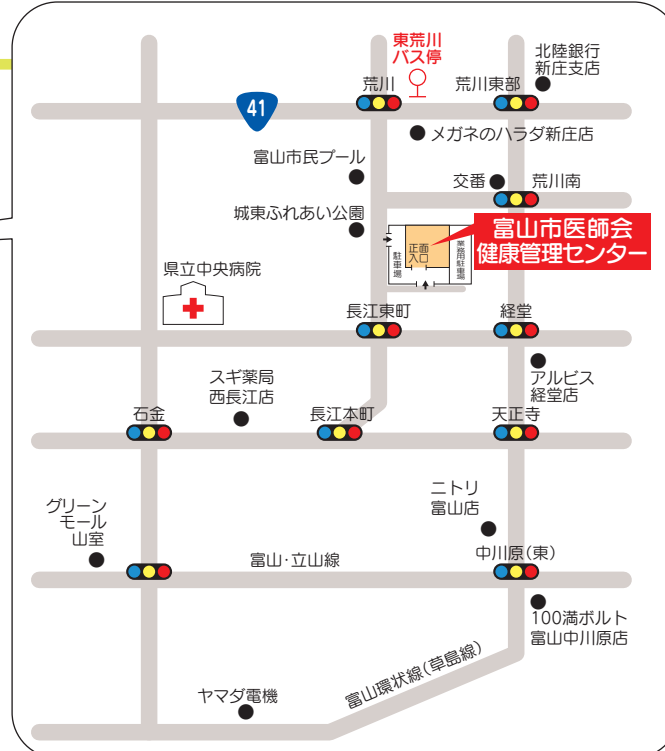 東荒川
バス停
北陸銀行
新庄支店
荒川
荒川東部
41
メガネのハラダ新庄店
富山市民プール
交番
荒川南
城東ふれあい公園
正面
入口
駐車場
業務用駐車場
富山市医師会
健康管理センター
県立中央病院
長江東町
経堂
スギ薬局
西長江店
アルビス
経堂店
石金
長江本町
天正寺
ニトリ
富山店
グリーン
モール
山室
富山・立山線
中川原(東)
100満ボルト
富山中川原店
富山環状線(草島線)
ヤマダ電機